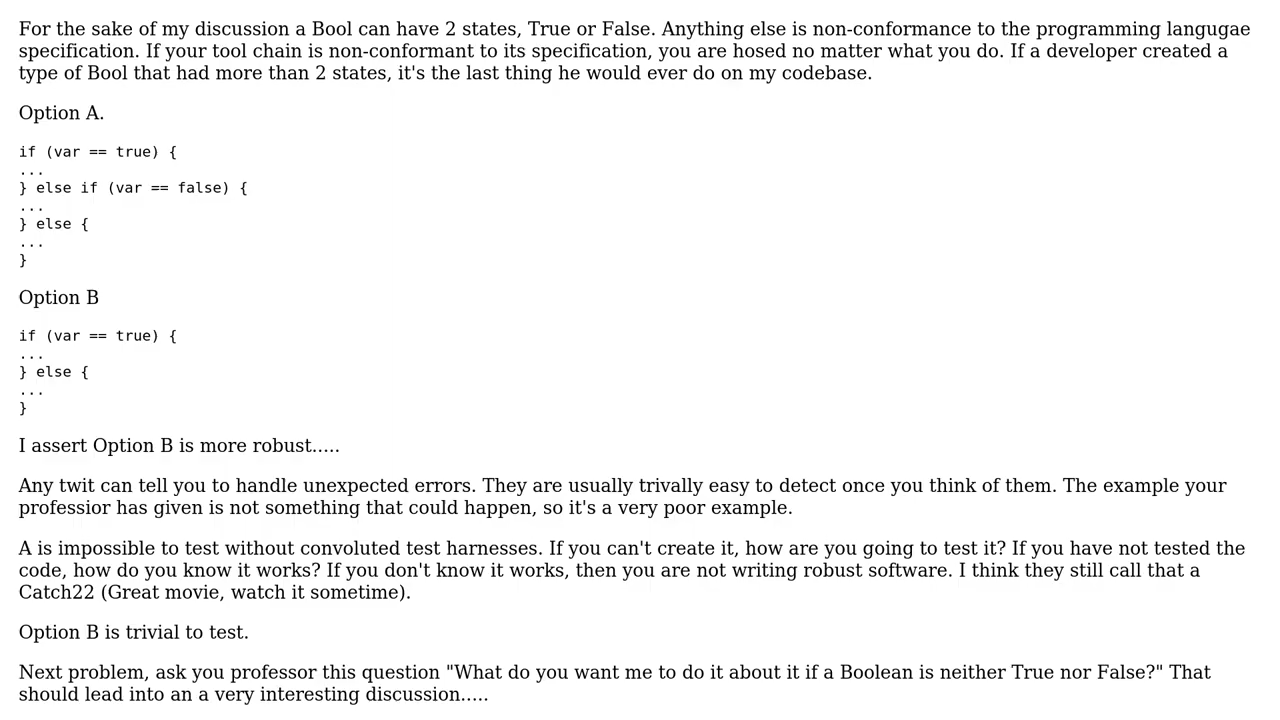 For the sake of my discussion a Bool can have 2 states, True or False. Anything else is non-conformance to the programming langugae
specification. If your tool chain is non-conformant to its specification, you are hosed no matter what you do. If a developer created a
type of Bool that had more than 2 states, it's the last thing he would ever do on my codebase.
Option A.
if (var == true) {
...
} else if (var == false) {
...
} else {
...
}
Option B
if (var == true) {
...
} else {
...
}
I assert Option B is more robust.....
Any twit can tell you to handle unexpected errors. They are usually trivally easy to detect once you think of them. The example your
professior has given is not something that could happen, so it's a very poor example.
A is impossible to test without convoluted test harnesses. If you can't create it, how are you going to test it? If you have not tested the
code, how do you know it works? If you don't know it works, then you are not writing robust software. I think they still call that a
Catch22 (Great movie, watch it sometime).
Option B is trivial to test.
Next problem, ask you professor this question "What do you want me to do it about it if a Boolean is neither True nor False?" That
should lead into an a very interesting discussion.....